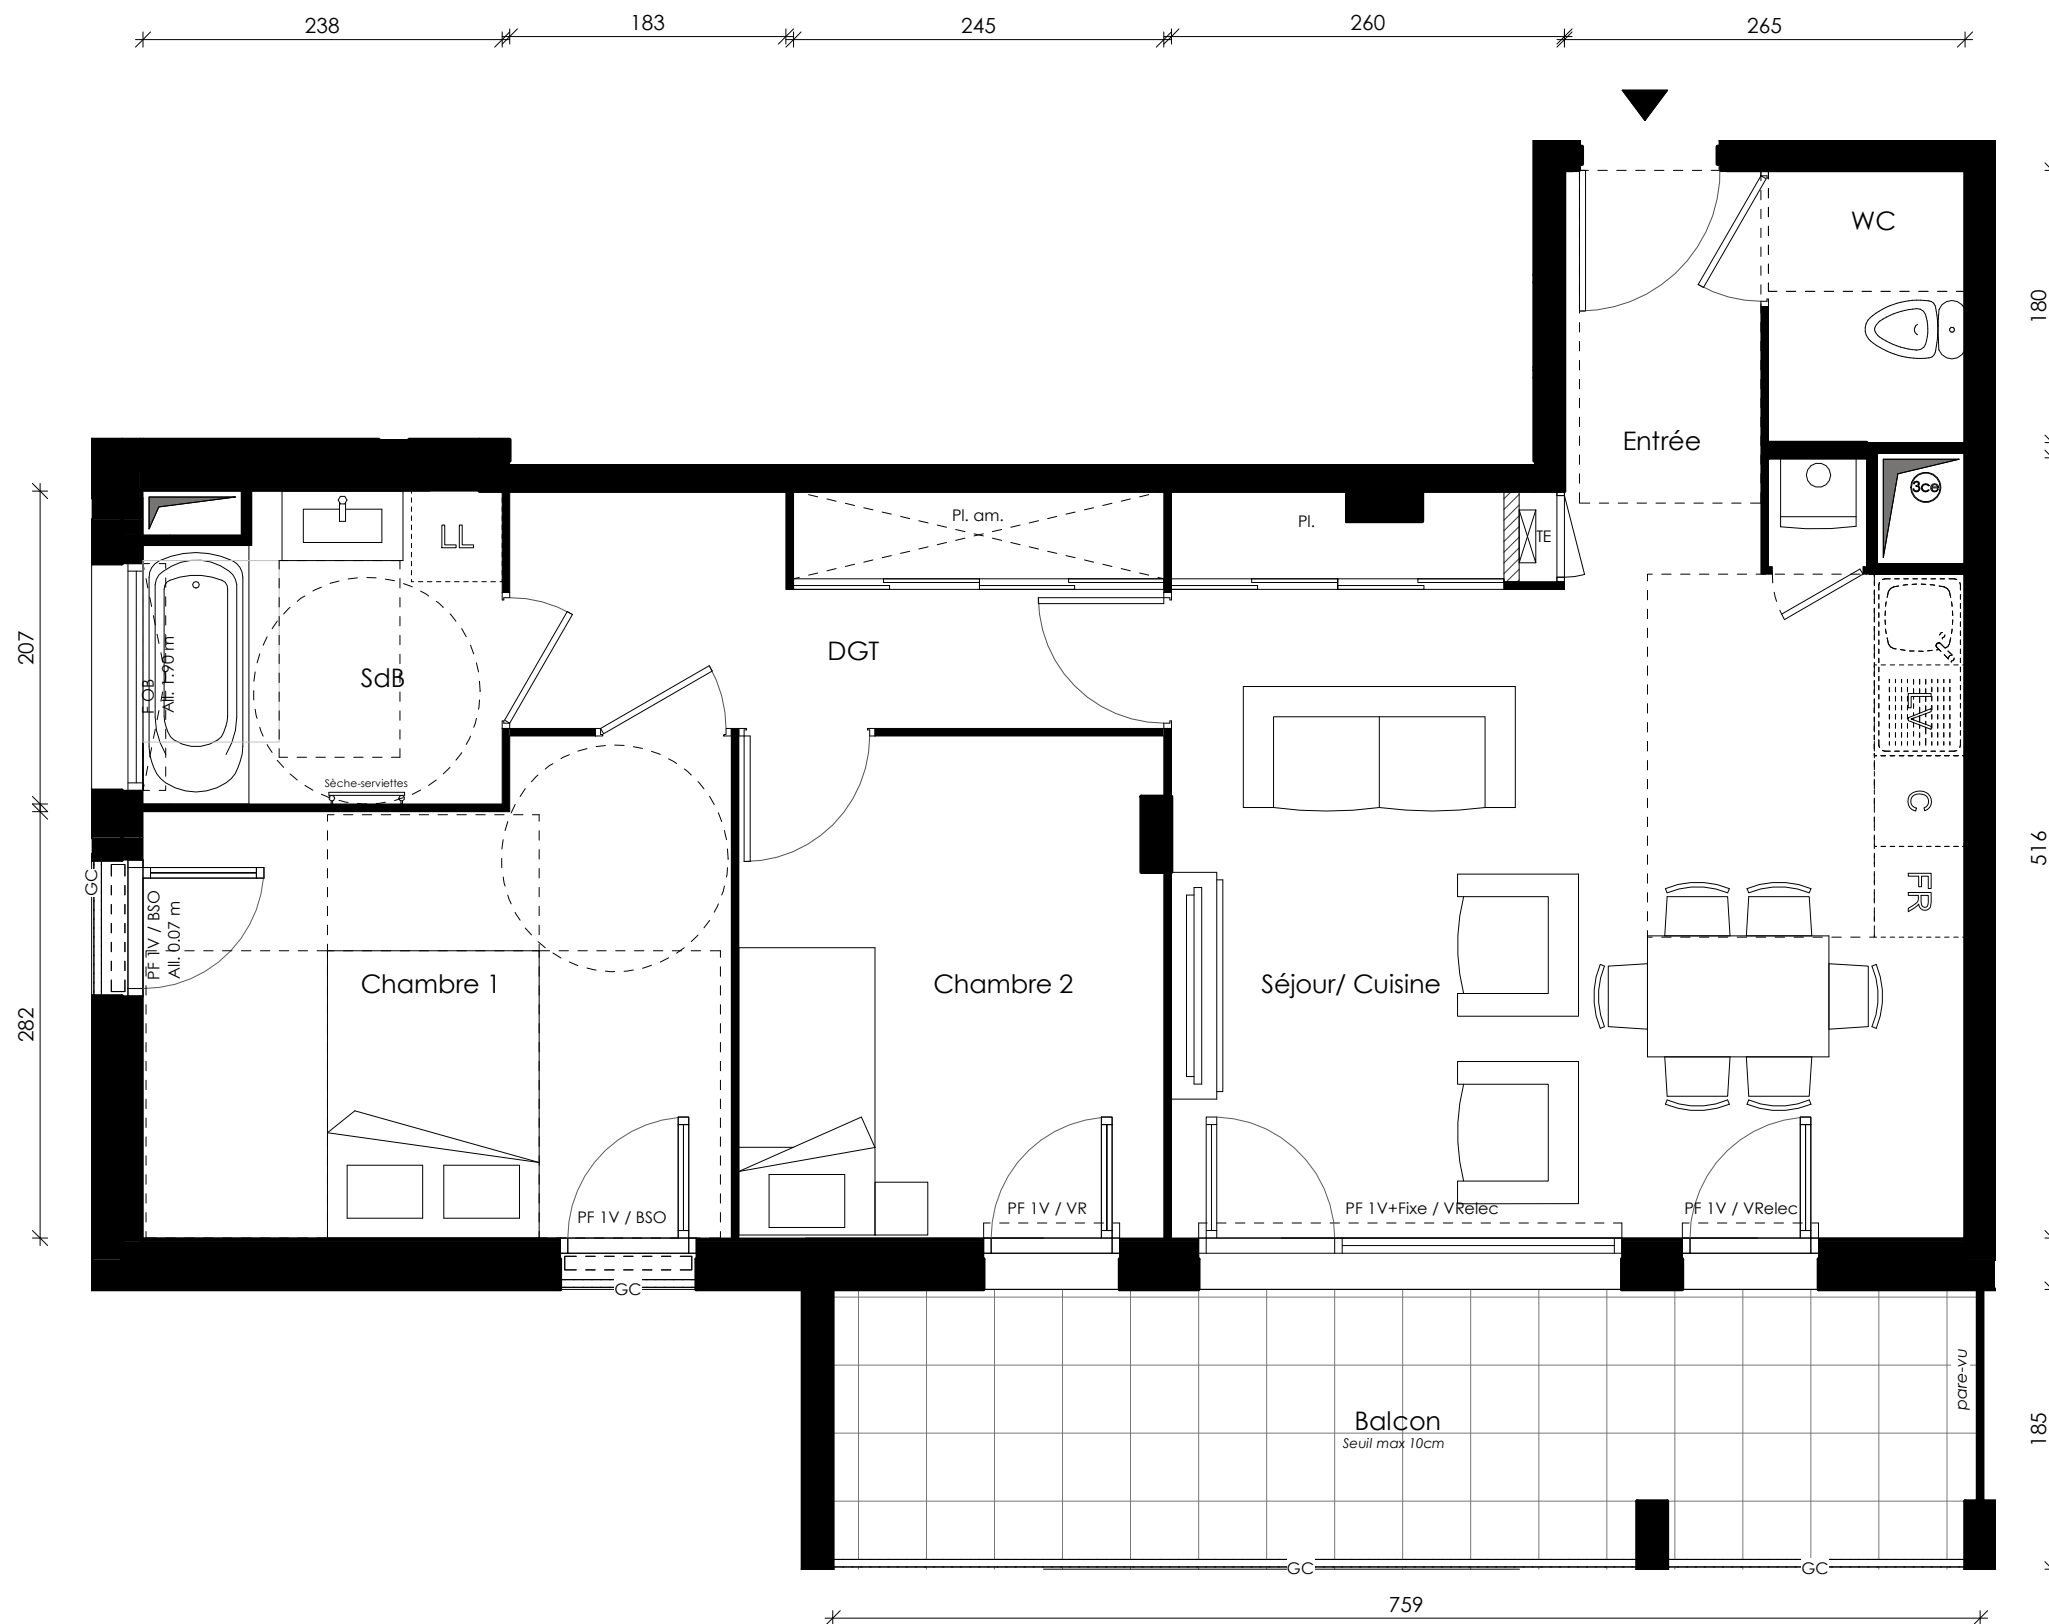 238
183
245
260
265
WC
180
Entrée
3ce
Pl. am.
Pl.
TE
LL
207
DGT
SdB
F OB
All. 1.90 m
LV
Sèche-serviettes
C
516
GC
PF 1V / BSO
All. 0.07 m
FR
Chambre 1
Chambre 2
Séjour/ Cuisine
282
PF 1V / BSO
PF 1V / VR
PF 1V+Fixe / VRelec
PF 1V / VRelec
GC
pare-vu
Balcon
Seuil max 10cm
185
GC
GC
759